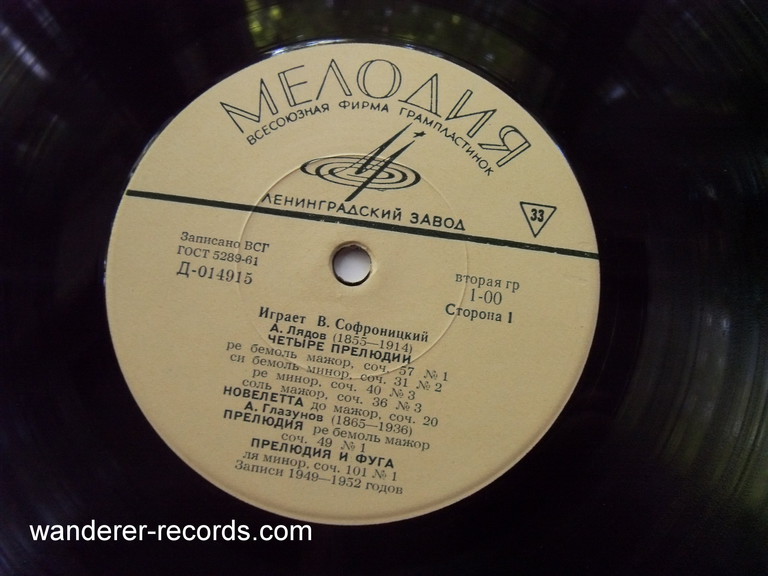 МЕЛОДИЯ
ВСЕСОЮЗНАЯ ФИРМА ГРАМПЛАСТИНОК
ЛЕНИНГРАДСКИЙ ЗАВОД
33
Записано ВСГ
ГОСТ 5289-61
Д-014915
вторая гр
1-00
Сторона 1
Играет В. Софроницкий
А. Лядов (1855—1914)
ЧЕТЫРЕ ПРЕЛЮДИИ
ре бемоль мажор, соч. 57 № 1
си бемоль минор, соч. 31 № 2
ре минор, соч. 40 № 3
соль мажор, соч. 36 № 3
НОВЕЛЕТТА до мажор, соч. 20
А. Глазунов (1865—1936)
ПРЕЛЮДИЯ ре бемоль мажор
соч. 49 № 1
ПРЕЛЮДИЯ И ФУГА
ля минор, соч. 101 № 1
Записи 1949—1952 годов
wanderer-records.com